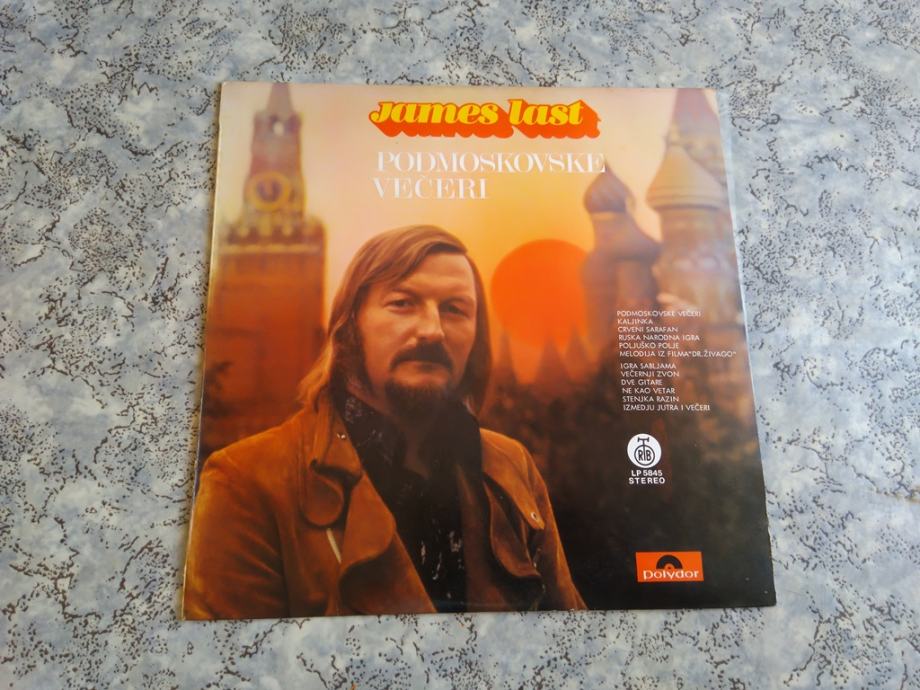 James last
PODMOSKOVSKE
VEČERI
PODMOSKOVSKE VEČERI
KALJINKA
CRVENI SARAFAN
RUSKA NARODNA IGRA
POLJUŠKO POLJE
MELODIJA IZ FILMA"DR.ŽIVAGO"
IGRA SABLJAMA
VEČERNJI ZVON
DVE GITARE
NE KAO VETAR
STENJKA RAZIN
IZMEDJU JUTRA I VEČERI
RTB
LP 5845
STEREO
polydor